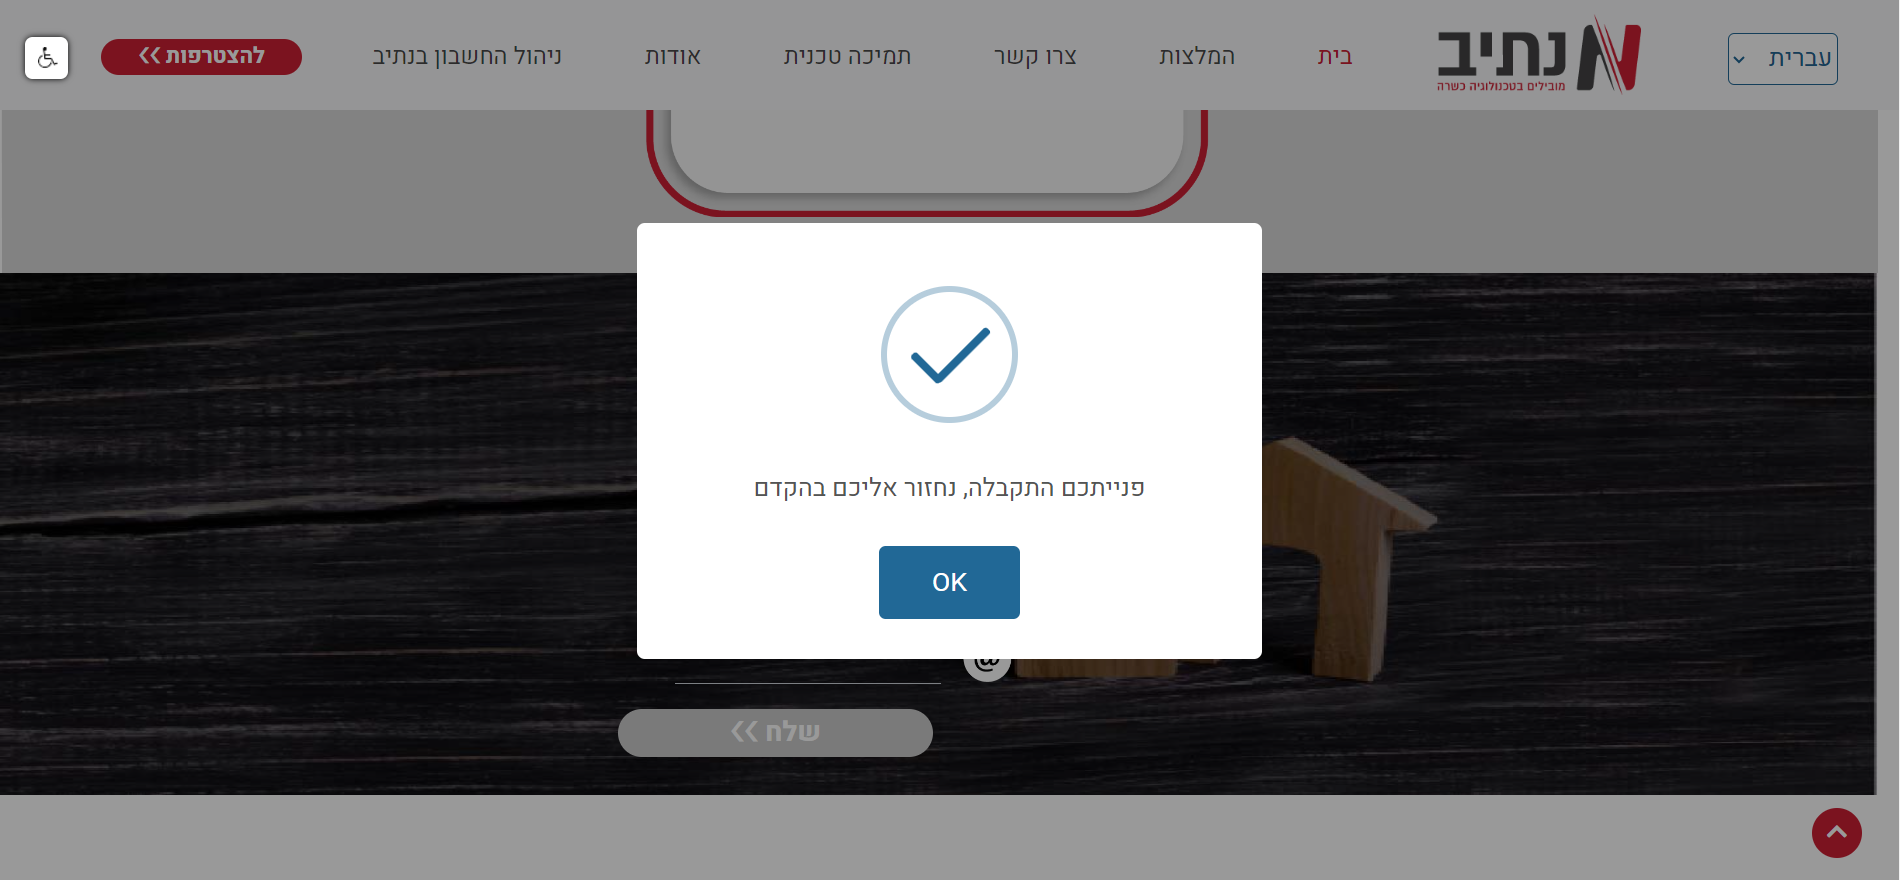 עברית
נתיב
מובילים בטכנולוגיה כשרה
בית
המלצות
צרו קשר
תמיכה טכנית
אודות
ניהול החשבון בנתיב
להצטרפות
פנייתכם התקבלה, נחזור אליכם בהקדם
OK
@
שלח